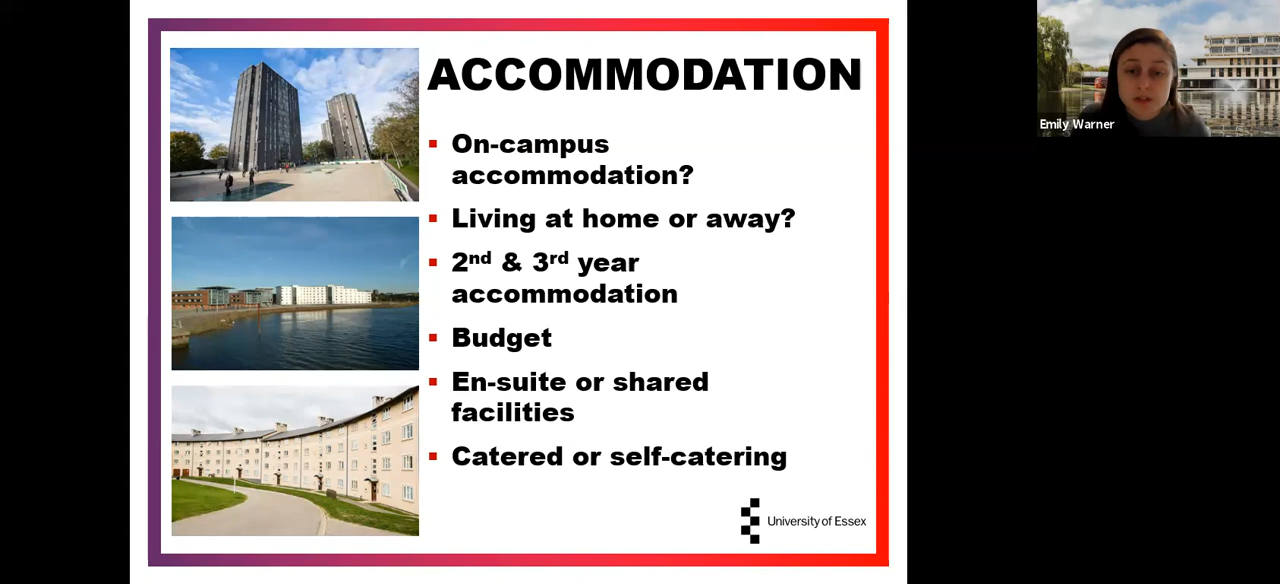 ACCOMMODATION
▪ On-campus
accommodation?
▪ Living at home or away?
▪ 2nd & 3rd year
accommodation
▪ Budget
▪ En-suite or shared
facilities
▪ Catered or self-catering
University of Essex
Emily Warner